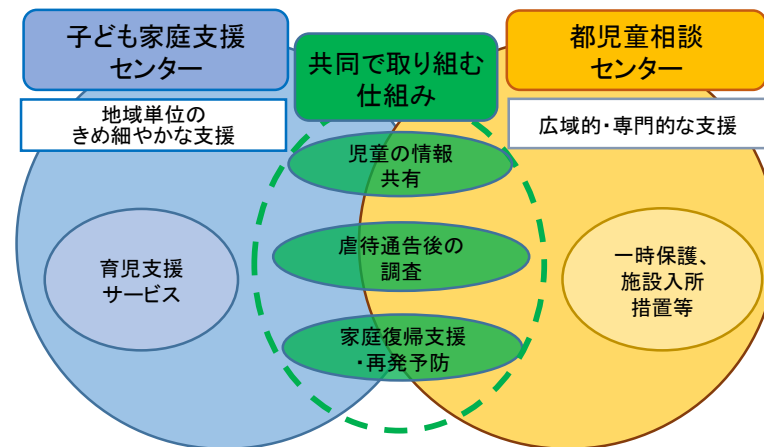 子ども家庭支援
センター
共同で取り組む
仕組み
都児童相談
センター
地域単位の
きめ細やかな支援
広域的・専門的な支援
児童の情報
共有
虐待通告後の
調査
家庭復帰支援
・再発予防
育児支援
サービス
一時保護、
施設入所
措置等